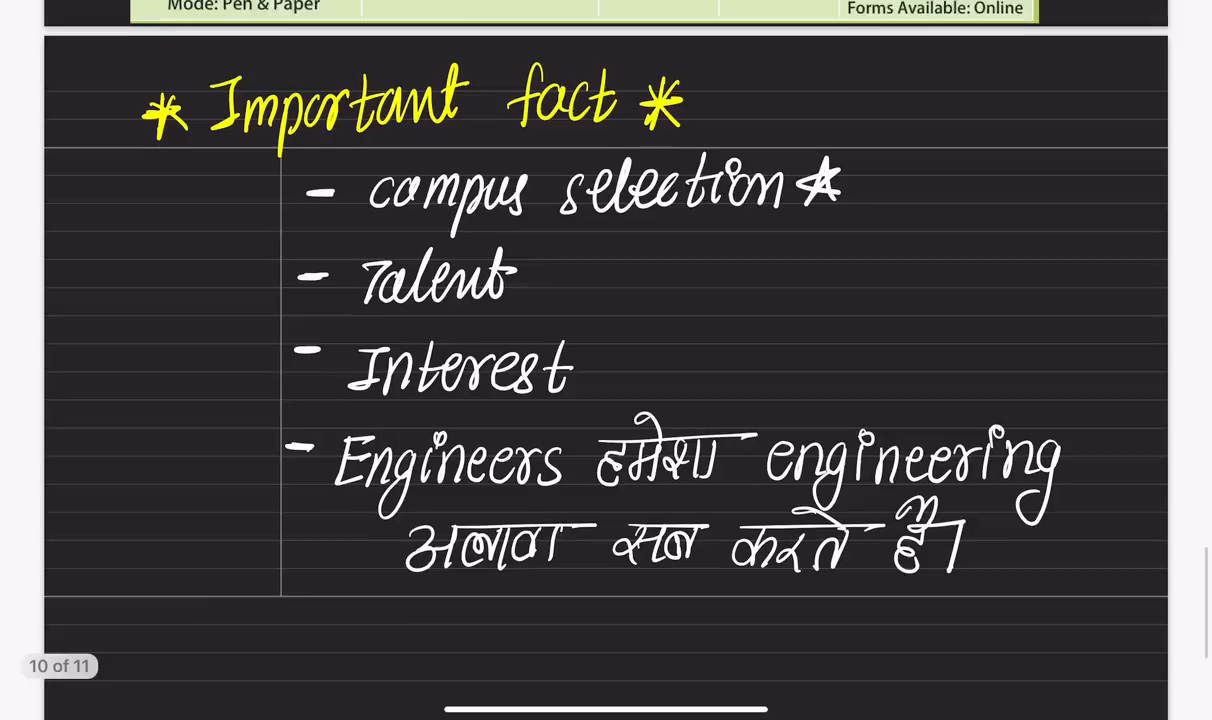 Mode: Pen & Paper
Forms Available: Online
* Important fact *
- campus selection ☆
- Talent
- Interest
- Engineers हमेशा engineering
अलावा सब करते हैं।
10 of 11